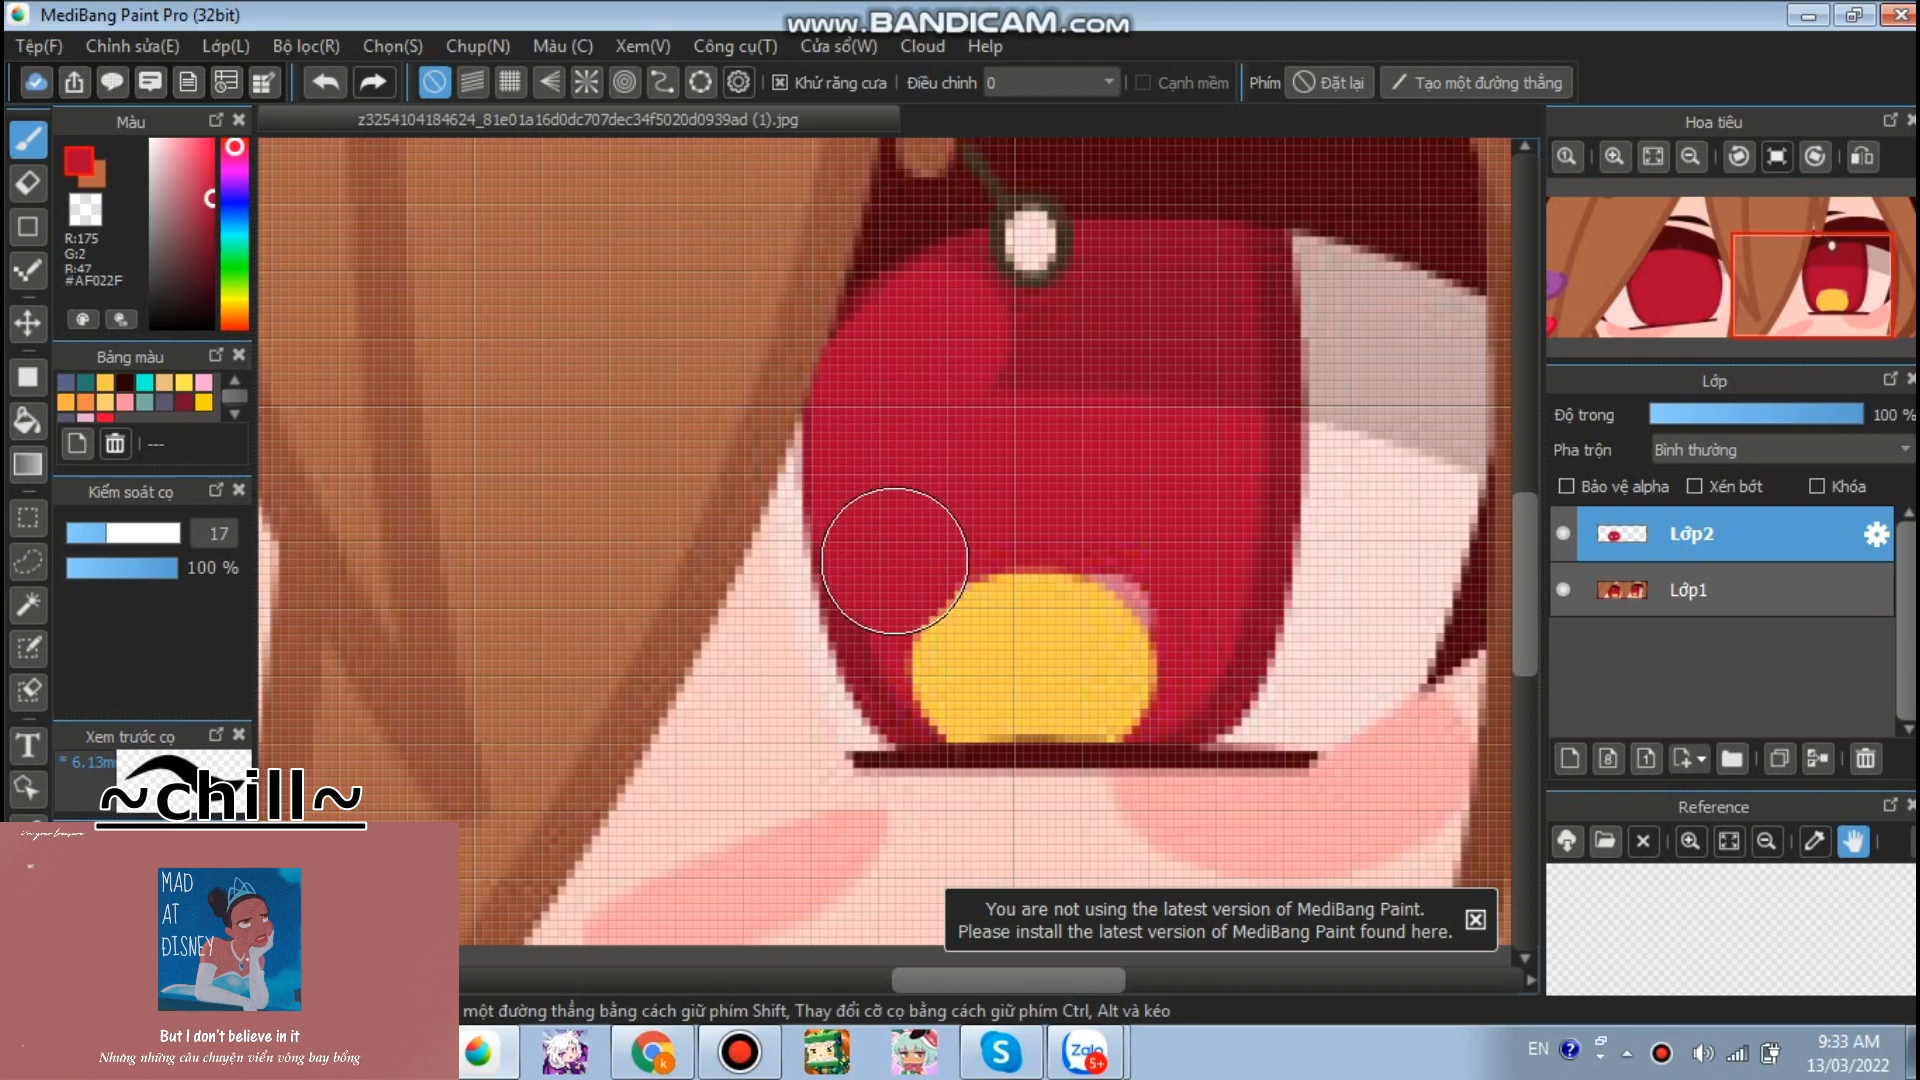 MediBang Paint Pro (32bit)
www.BANDICAM.com
Tệp(F) Chỉnh sửa(E) Lớp(L) Bộ lọc(R) Chọn(S) Chụp(N) Màu (C) Xem(V) Công cụ(T) Cửa sổ(W) Cloud Help
Khử răng cưa Điều chỉnh 0 Cạnh mềm Phím Đặt lại Tạo một đường thẳng
z3254104184624_81e01a16d0dc707dec34f5020d0939ad (1).jpg
Màu
R:175
G:2
B:47
#AF022F
Bảng màu
---
Kiểm soát cọ
17
100 %
Xem trước cọ
* 6.13m
~chill~
MAD
AT
DISNEY
But I don't believe in it
Nhưng những câu chuyện viển vông bay bổng
Hoa tiêu
Lớp
Độ trong 100 %
Pha trộn Bình thường
Bảo vệ alpha Xén bớt Khóa
Lớp2
Lớp1
Reference
You are not using the latest version of MediBang Paint.
Please install the latest version of MediBang Paint found here.
một đường thẳng bằng cách giữ phím Shift, Thay đổi cỡ cọ bằng cách giữ phím Ctrl, Alt và kéo
k
S
Zalo
5+
EN
9:33 AM
13/03/2022